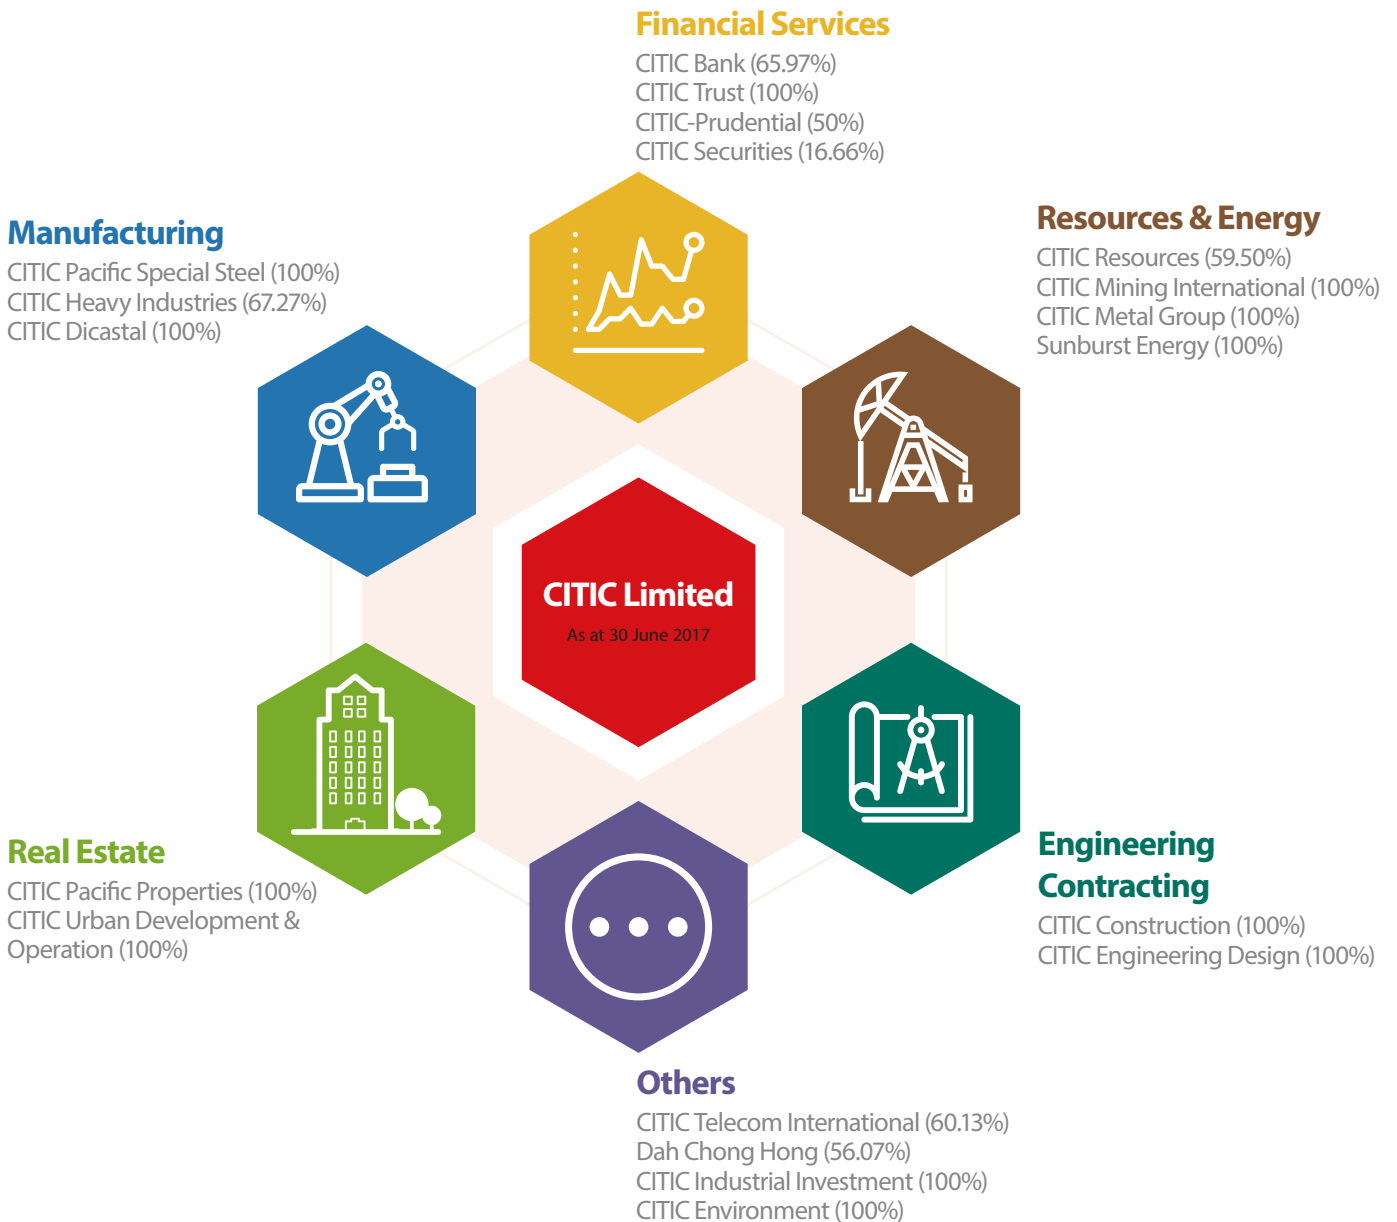 Financial Services
CITIC Bank (65.97%)
CITIC Trust (100%)
CITIC-Prudential (50%)
CITIC Securities (16.66%)
Manufacturing
CITIC Pacific Special Steel (100%)
CITIC Heavy Industries (67.27%)
CITIC Dicastal (100%)
Resources & Energy
CITIC Resources (59.50%)
CITIC Mining International (100%)
CITIC Metal Group (100%)
Sunburst Energy (100%)
CITIC Limited
As at 30 June 2017
Real Estate
CITIC Pacific Properties (100%)
CITIC Urban Development &
Operation (100%)
Engineering
Contracting
CITIC Construction (100%)
CITIC Engineering Design (100%)
Others
CITIC Telecom International (60.13%)
Dah Chong Hong (56.07%)
CITIC Industrial Investment (100%)
CITIC Environment (100%)